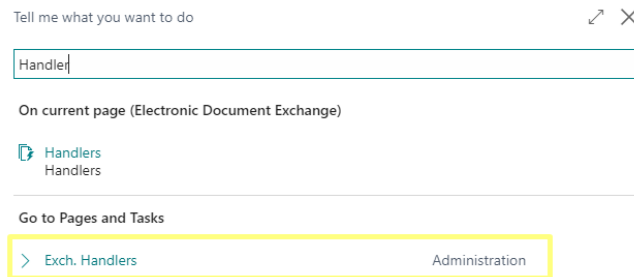 Tell me what you want to do
Handler
On current page (Electronic Document Exchange)
Handlers
Handlers
Go to Pages and Tasks
Exch. Handlers Administration